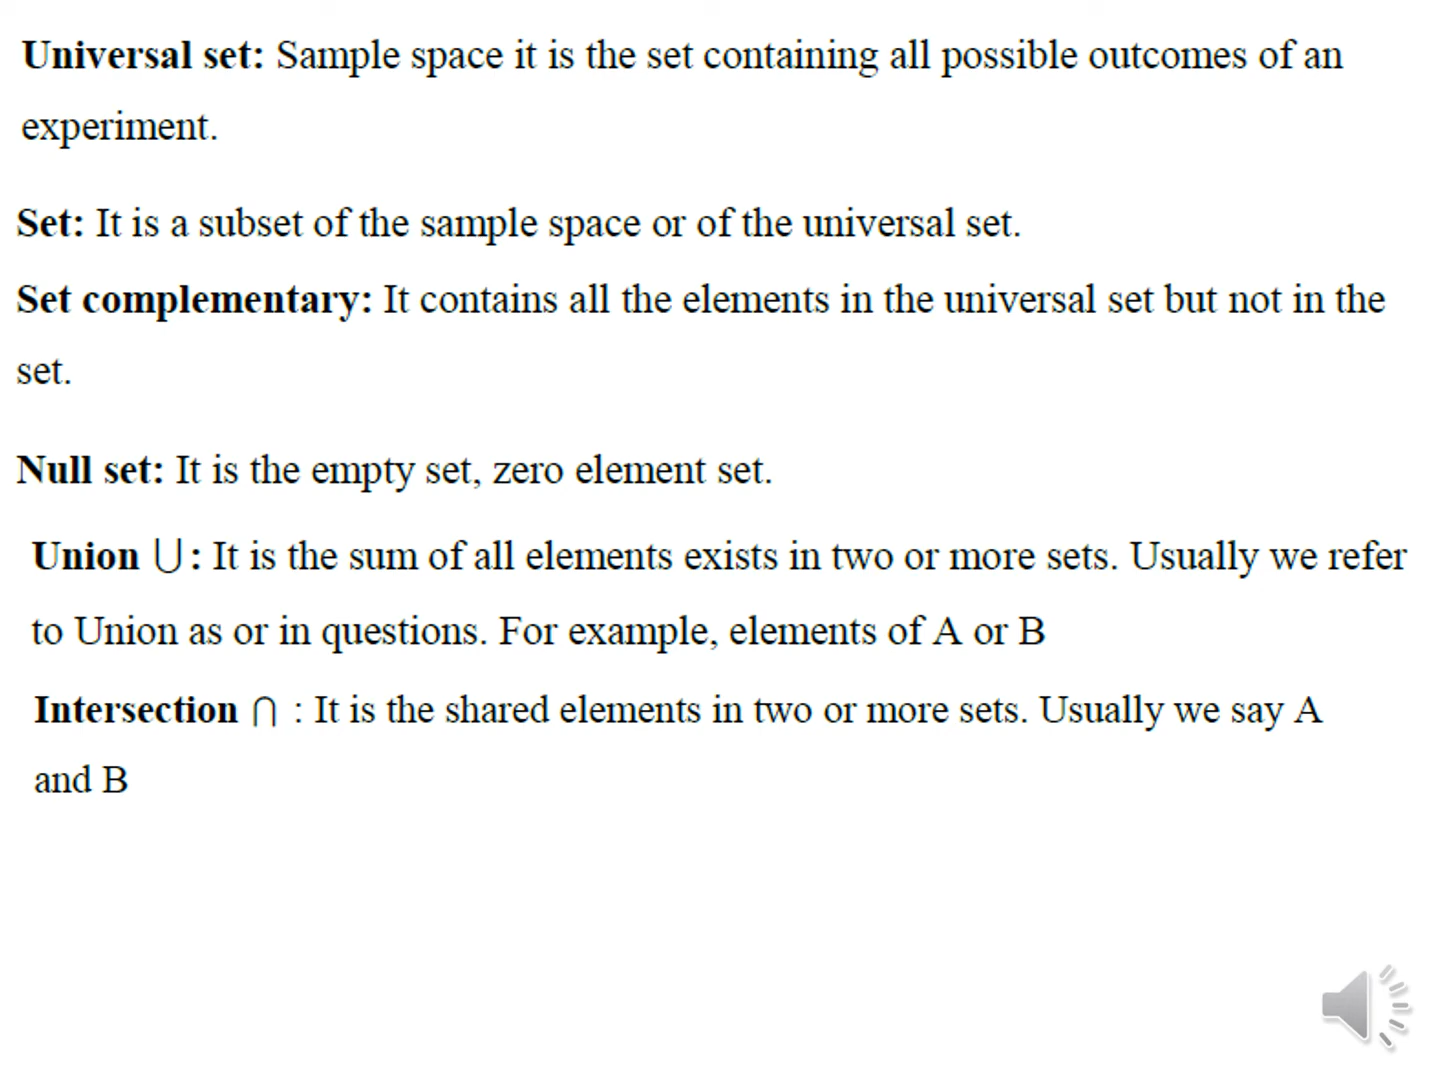 Universal set: Sample space it is the set containing all possible outcomes of an
experiment.
Set: It is a subset of the sample space or of the universal set.
Set complementary: It contains all the elements in the universal set but not in the
set.
Null set: It is the empty set, zero element set.
Union ⋃: It is the sum of all elements exists in two or more sets. Usually we refer
to Union as or in questions. For example, elements of A or B
Intersection ⋂ : It is the shared elements in two or more sets. Usually we say A
and B